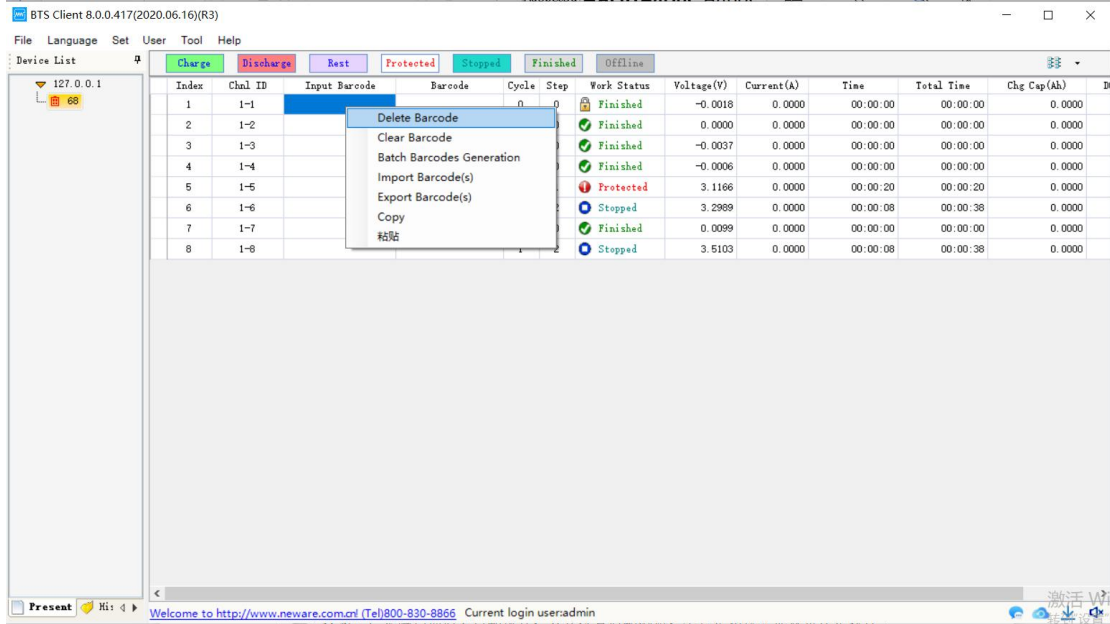 BTS Client 8.0.0.417(2020.06.16)(R3)
File Language Set User Tool Help
Device List
Charge Discharge Rest Protected Stopped Finished Offline
127.0.0.1
68
Index Chnl ID Input Barcode Barcode Cycle Step Work Status Voltage(V) Current(A) Time Total Time Chg Cap(Ah)
1 1-1 0 0 Finished -0.0018 0.0000 00:00:00 00:00:00 0.0000
2 1-2 Finished 0.0000 0.0000 00:00:00 00:00:00 0.0000
3 1-3 Finished -0.0037 0.0000 00:00:00 00:00:00 0.0000
4 1-4 Finished -0.0006 0.0000 00:00:00 00:00:00 0.0000
5 1-5 Protected 3.1166 0.0000 00:00:20 00:00:20 0.0000
6 1-6 Stopped 3.2989 0.0000 00:00:08 00:00:38 0.0000
7 1-7 Finished 0.0099 0.0000 00:00:00 00:00:00 0.0000
8 1-8 1 2 Stopped 3.5103 0.0000 00:00:08 00:00:38 0.0000
Delete Barcode
Clear Barcode
Batch Barcodes Generation
Import Barcode(s)
Export Barcode(s)
Copy
粘贴
Present His
Welcome to http://www.neware.com.cn! (Tel)800-830-8866 Current login user:admin
激活 Wi